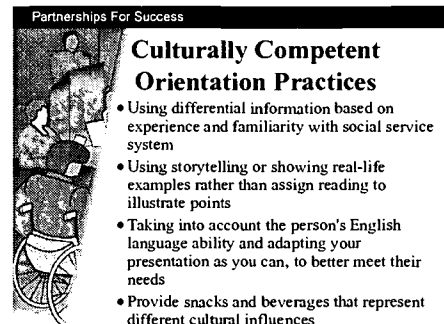 Partnerships For Success
Culturally Competent
Orientation Practices
• Using differential information based on
experience and familiarity with social service
system
• Using storytelling or showing real-life
examples rather than assign reading to
illustrate points
• Taking into account the person's English
language ability and adapting your
presentation as you can, to better meet their
needs
• Provide snacks and beverages that represent
different cultural influences